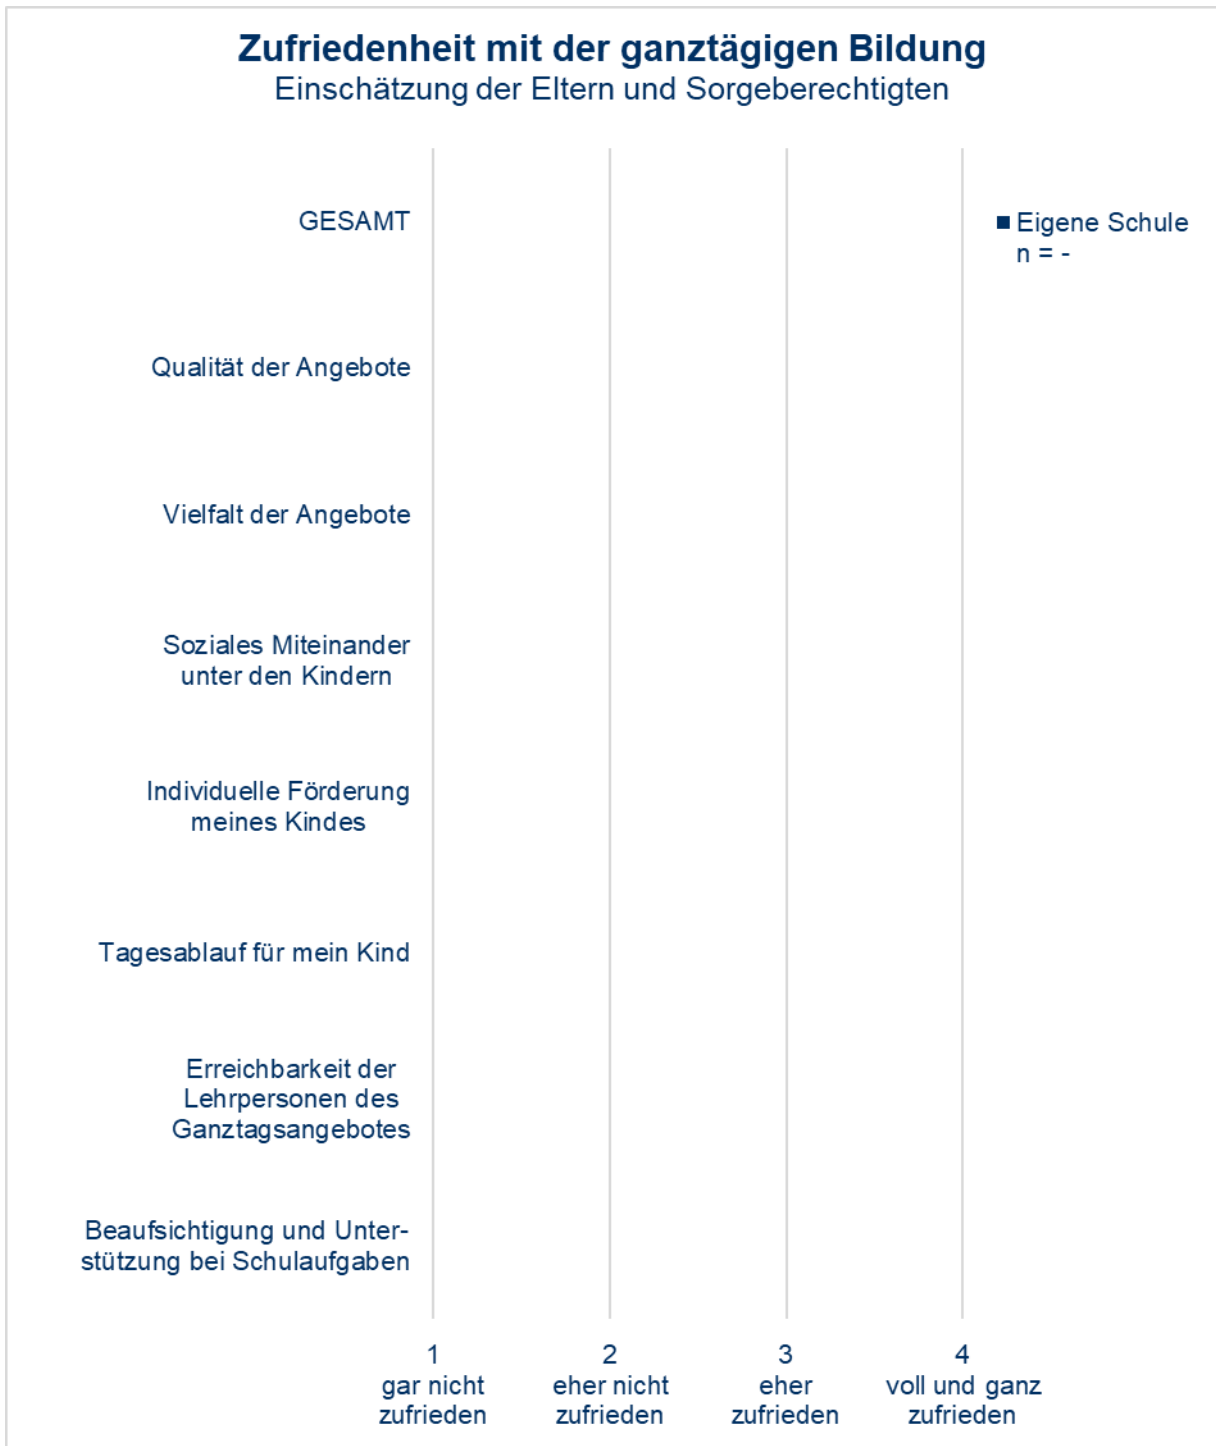 Zufriedenheit mit der ganztägigen Bildung
Einschätzung der Eltern und Sorgeberechtigten
GESAMT
Eigene Schule
n = -
Qualität der Angebote
Vielfalt der Angebote
Soziales Miteinander
unter den Kindern
Individuelle Förderung
meines Kindes
Tagesablauf für mein Kind
Erreichbarkeit der
Lehrpersonen des
Ganztagsangebotes
Beaufsichtigung und Unter-
stützung bei Schulaufgaben
1
gar nicht
zufrieden
2
eher nicht
zufrieden
3
eher
zufrieden
4
voll und ganz
zufrieden